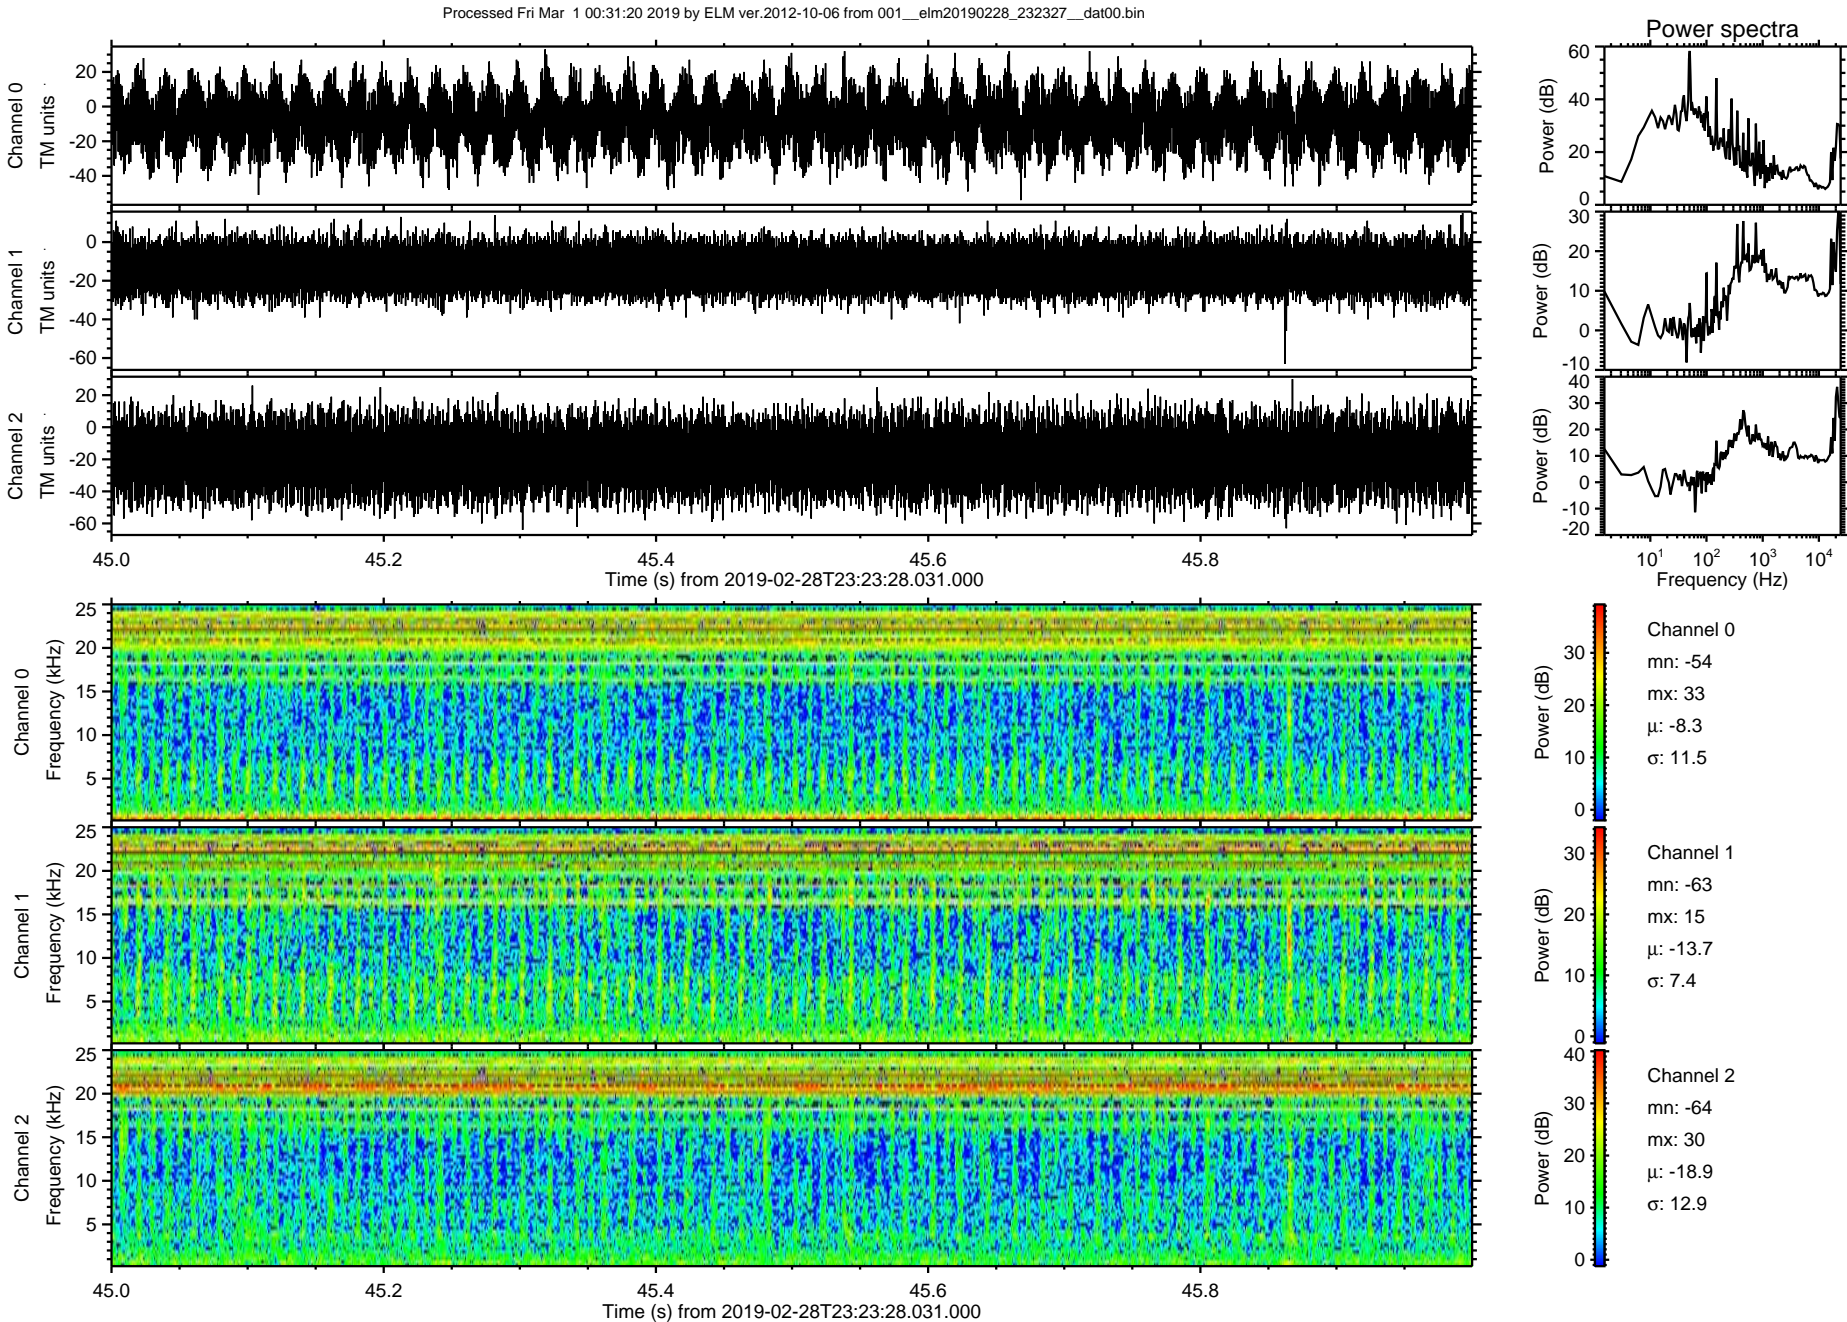 Processed Fri Mar 1 00:31:20 2019 by ELM ver.2012-10-06 from 001__elm20190228_232327__dat00.bin
Power spectra
Channel 0
TM units
20
0
-20
-40
Power (dB)
60
40
20
0
Channel 1
TM units
0
-20
-40
-60
Power (dB)
30
20
10
0
-10
Channel 2
TM units
20
0
-20
-40
-60
Power (dB)
40
30
20
10
0
-10
-20
45.0 45.2 45.4 45.6 45.8
Time (s) from 2019-02-28T23:23:28.031.000
10¹ 10² 10³ 10⁴
Frequency (Hz)
Channel 0
Frequency (kHz)
25
20
15
10
5
Power (dB)
30
20
10
0
Channel 0
mn: -54
mx: 33
μ: -8.3
σ: 11.5
Channel 1
Frequency (kHz)
25
20
15
10
5
Power (dB)
30
20
10
0
Channel 1
mn: -63
mx: 15
μ: -13.7
σ: 7.4
Channel 2
Frequency (kHz)
25
20
15
10
5
Power (dB)
40
30
20
10
0
Channel 2
mn: -64
mx: 30
μ: -18.9
σ: 12.9
45.0 45.2 45.4 45.6 45.8
Time (s) from 2019-02-28T23:23:28.031.000